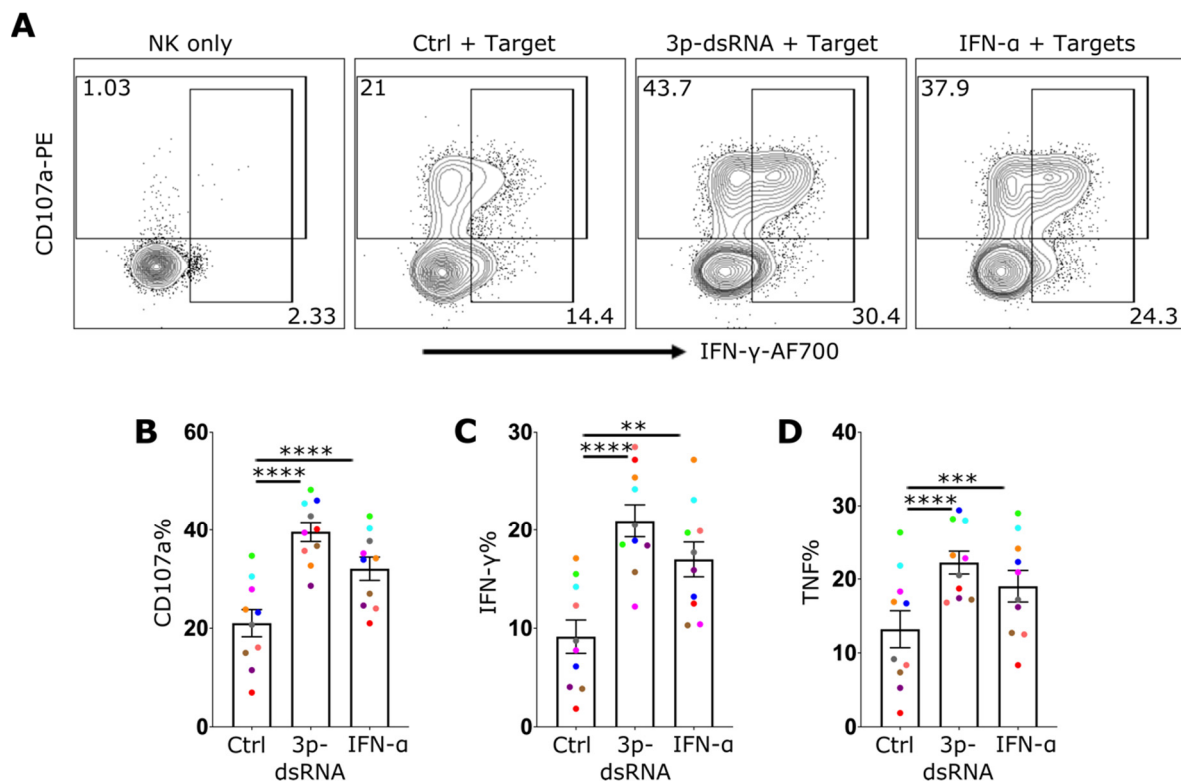 A
NK only
Ctrl + Target
3p-dsRNA + Target
IFN-α + Targets
CD107a-PE
1.03
21
43.7
37.9
2.33
14.4
30.4
24.3
IFN-γ-AF700
B
CD107a%
60
40
20
0
****
****
Ctrl
3p-
dsRNA
IFN-α
C
IFN-γ%
30
20
10
0
**
****
Ctrl
3p-
dsRNA
IFN-α
D
TNF%
40
30
20
10
0
***
****
Ctrl
3p-
dsRNA
IFN-α